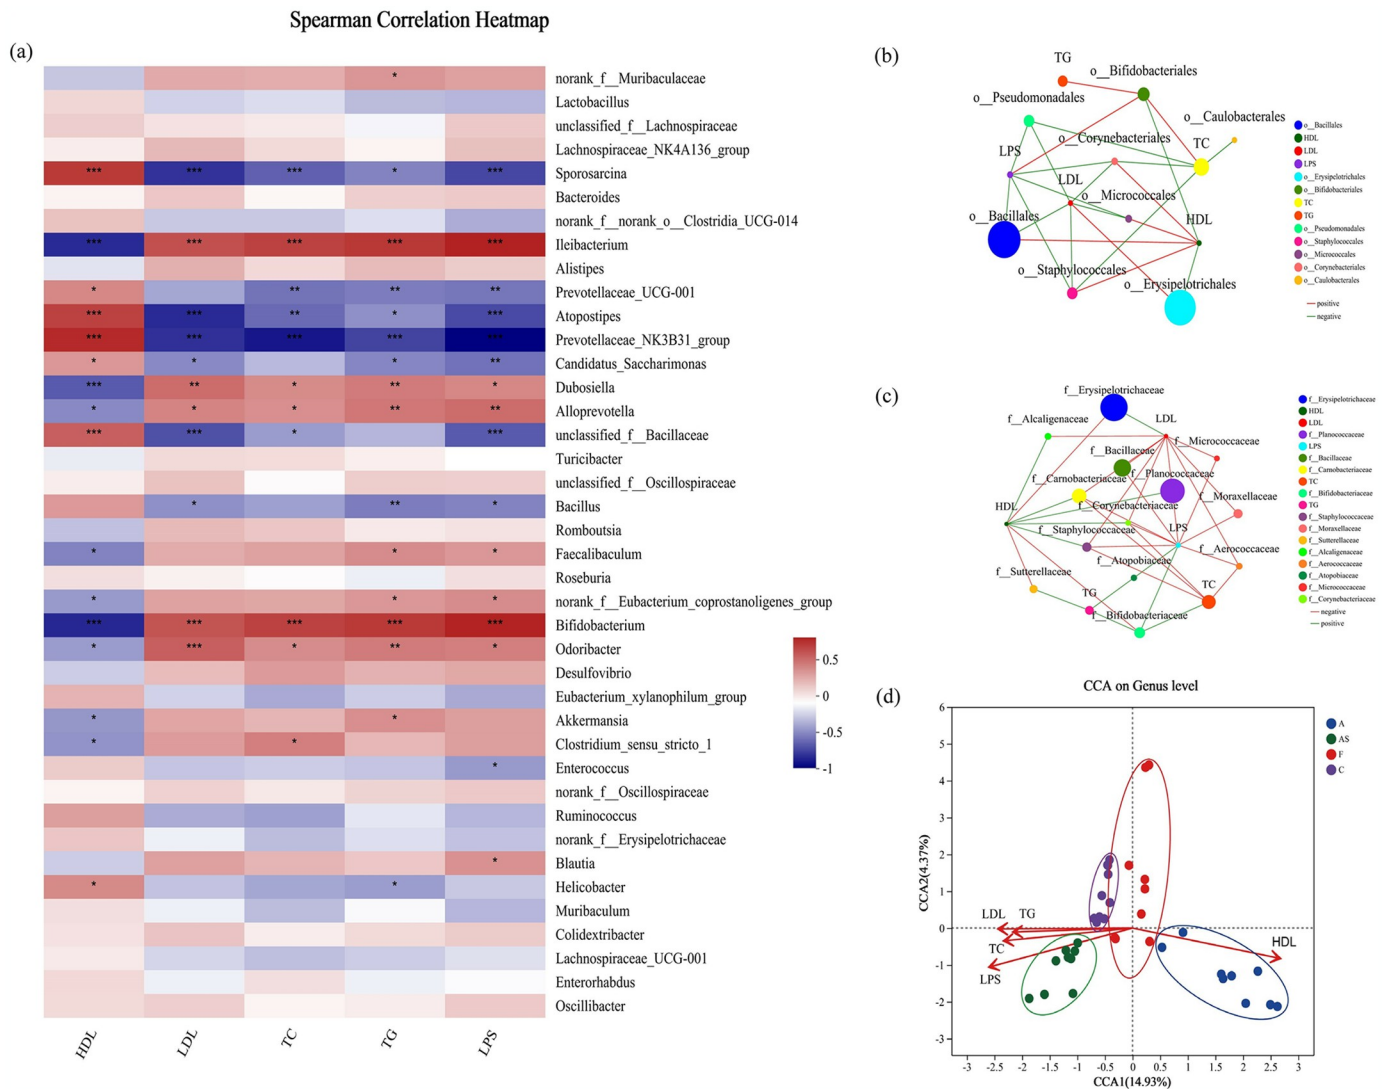 Spearman Correlation Heatmap
(a)
norank_f__Muribaculaceae
Lactobacillus
unclassified_f__Lachnospiraceae
Lachnospiraceae_NK4A136_group
Sporosarcina
Bacteroides
norank_f__norank_o__Clostridia_UCG-014
Ileibacterium
Alistipes
Prevotellaceae_UCG-001
Atopostipes
Prevotellaceae_NK3B31_group
Candidatus_Saccharimonas
Dubosiella
Alloprevotella
unclassified_f__Bacillaceae
Turicibacter
unclassified_f__Oscillospiraceae
Bacillus
Romboutsia
Faecalibaculum
Roseburia
norank_f__Eubacterium_coprostanoligenes_group
Bifidobacterium
Odoribacter
Desulfovibrio
Eubacterium_xylanophilum_group
Akkermansia
Clostridium_sensu_stricto_1
Enterococcus
norank_f__Oscillospiraceae
Ruminococcus
norank_f__Erysipelotrichaceae
Blautia
Helicobacter
Muribaculum
Colidextribacter
Lachnospiraceae_UCG-001
Enterorhabdus
Oscillibacter
HDL LDL TC TG LPS
0.5
0
-0.5
-1
(b)
TG
o__Bifidobacteriales
o__Pseudomonadales
o__Caulobacterales
o__Corynebacteriales
TC
LPS
LDL
o__Micrococcales
o__Bacillales
HDL
o__Staphylococcales
o__Erysipelotrichales
o__Bacillales
HDL
LDL
LPS
o__Erysipelotrichales
o__Bifidobacteriales
TC
TG
o__Pseudomonadales
o__Staphylococcales
o__Micrococcales
o__Corynebacteriales
o__Caulobacterales
positive
negative
(c)
f__Erysipelotrichaceae
f__Alcaligenaceae
LDL
f__Micrococcaceae
f__Bacillaceae
f__Planococcaceae
f__Carnobacteriaceae
f__Moraxellaceae
HDL
f__Corynebacteriaceae
f__Staphylococcaceae
LPS
f__Aerococcaceae
f__Atopobiaceae
f__Sutterellaceae
TC
TG
f__Bifidobacteriaceae
f__Erysipelotrichaceae
HDL
LDL
f__Planococcaceae
LPS
f__Bacillaceae
f__Carnobacteriaceae
TC
f__Bifidobacteriaceae
TG
f__Staphylococcaceae
f__Moraxellaceae
f__Sutterellaceae
f__Alcaligenaceae
f__Aerococcaceae
f__Atopobiaceae
f__Micrococcaceae
f__Corynebacteriaceae
negative
positive
(d)
CCA on Genus level
CCA2(4.37%)
6
5
4
3
2
1
0
-1
-2
-3
LDL TG
TC
LPS
HDL
-3 -2.5 -2 -1.5 -1 -0.5 0 0.5 1 1.5 2 2.5 3
CCA1(14.93%)
A
AS
F
C